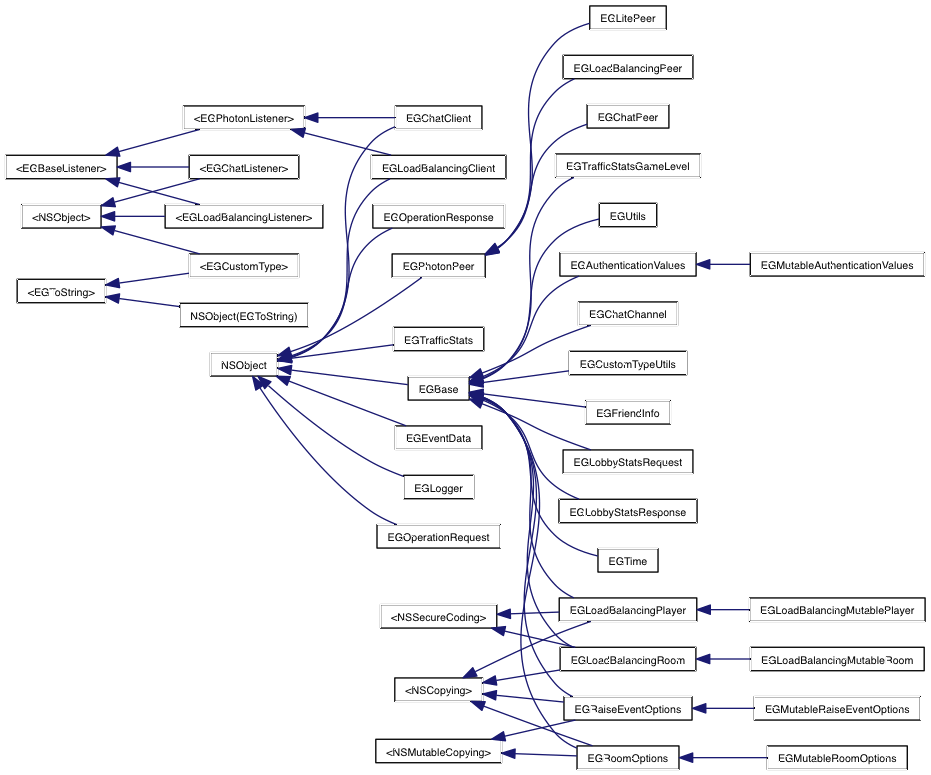 EGLitePeer
EGLoadBalancingPeer
<EGPhotonListener>
EGChatClient
EGChatPeer
<EGBaseListener>
<EGChatListener>
EGLoadBalancingClient
EGTrafficStatsGameLevel
<NSObject>
<EGLoadBalancingListener>
EGOperationResponse
EGUtils
<EGCustomType>
EGPhotonPeer
EGAuthenticationValues
EGMutableAuthenticationValues
<EGToString>
NSObject(EGToString)
EGChatChannel
EGTrafficStats
NSObject
EGCustomTypeUtils
EGBase
EGFriendInfo
EGEventData
EGLobbyStatsRequest
EGLogger
EGLobbyStatsResponse
EGOperationRequest
EGTime
<NSSecureCoding>
EGLoadBalancingPlayer
EGLoadBalancingMutablePlayer
EGLoadBalancingRoom
EGLoadBalancingMutableRoom
<NSCopying>
EGRaiseEventOptions
EGMutableRaiseEventOptions
<NSMutableCopying>
EGRoomOptions
EGMutableRoomOptions